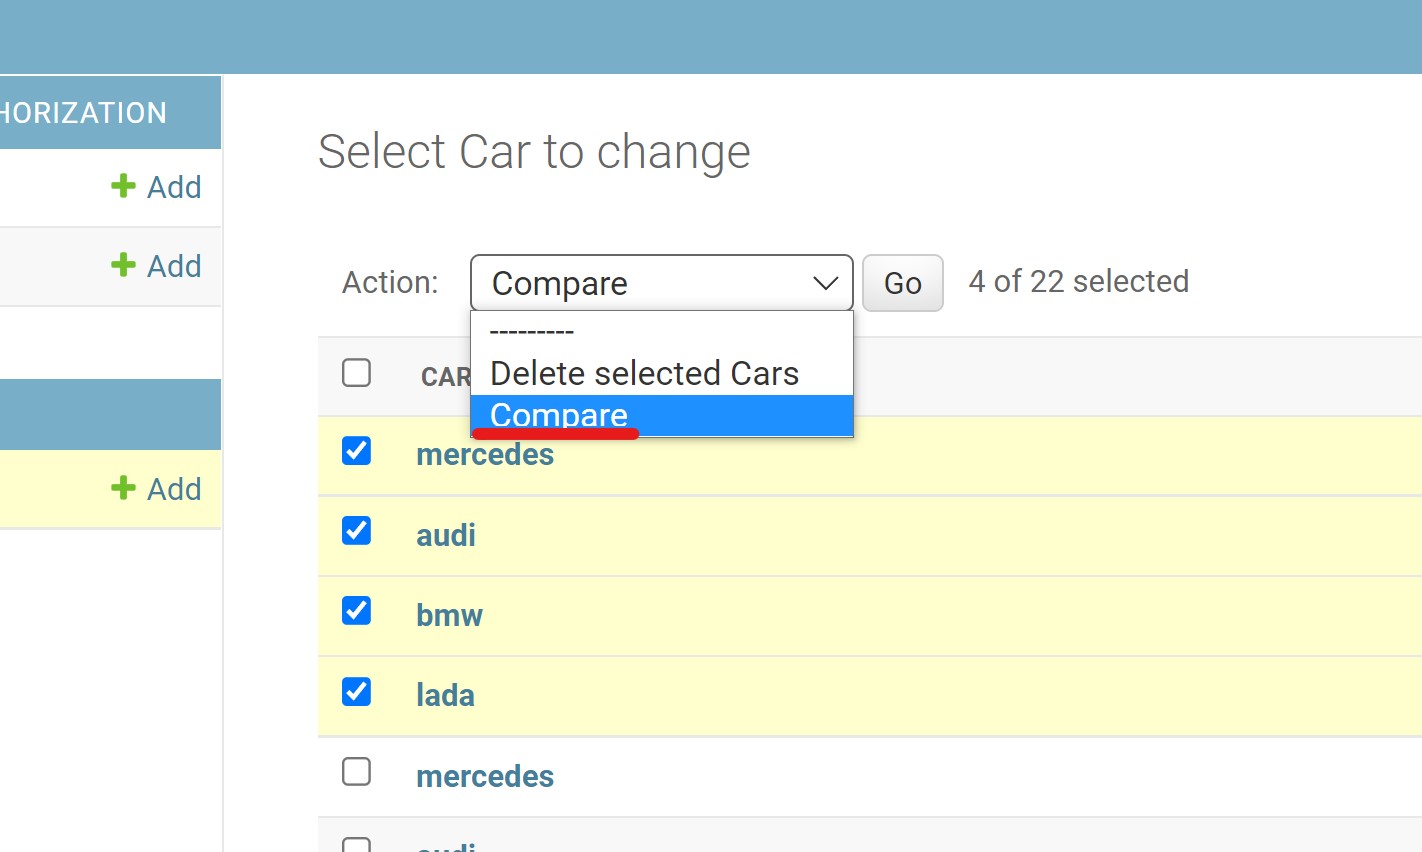 HORIZATION
Add
Add
Add
Select Car to change
Action: Compare Go 4 of 22 selected
---------
Delete selected Cars
Compare
CAR
mercedes
audi
bmw
lada
mercedes
audi